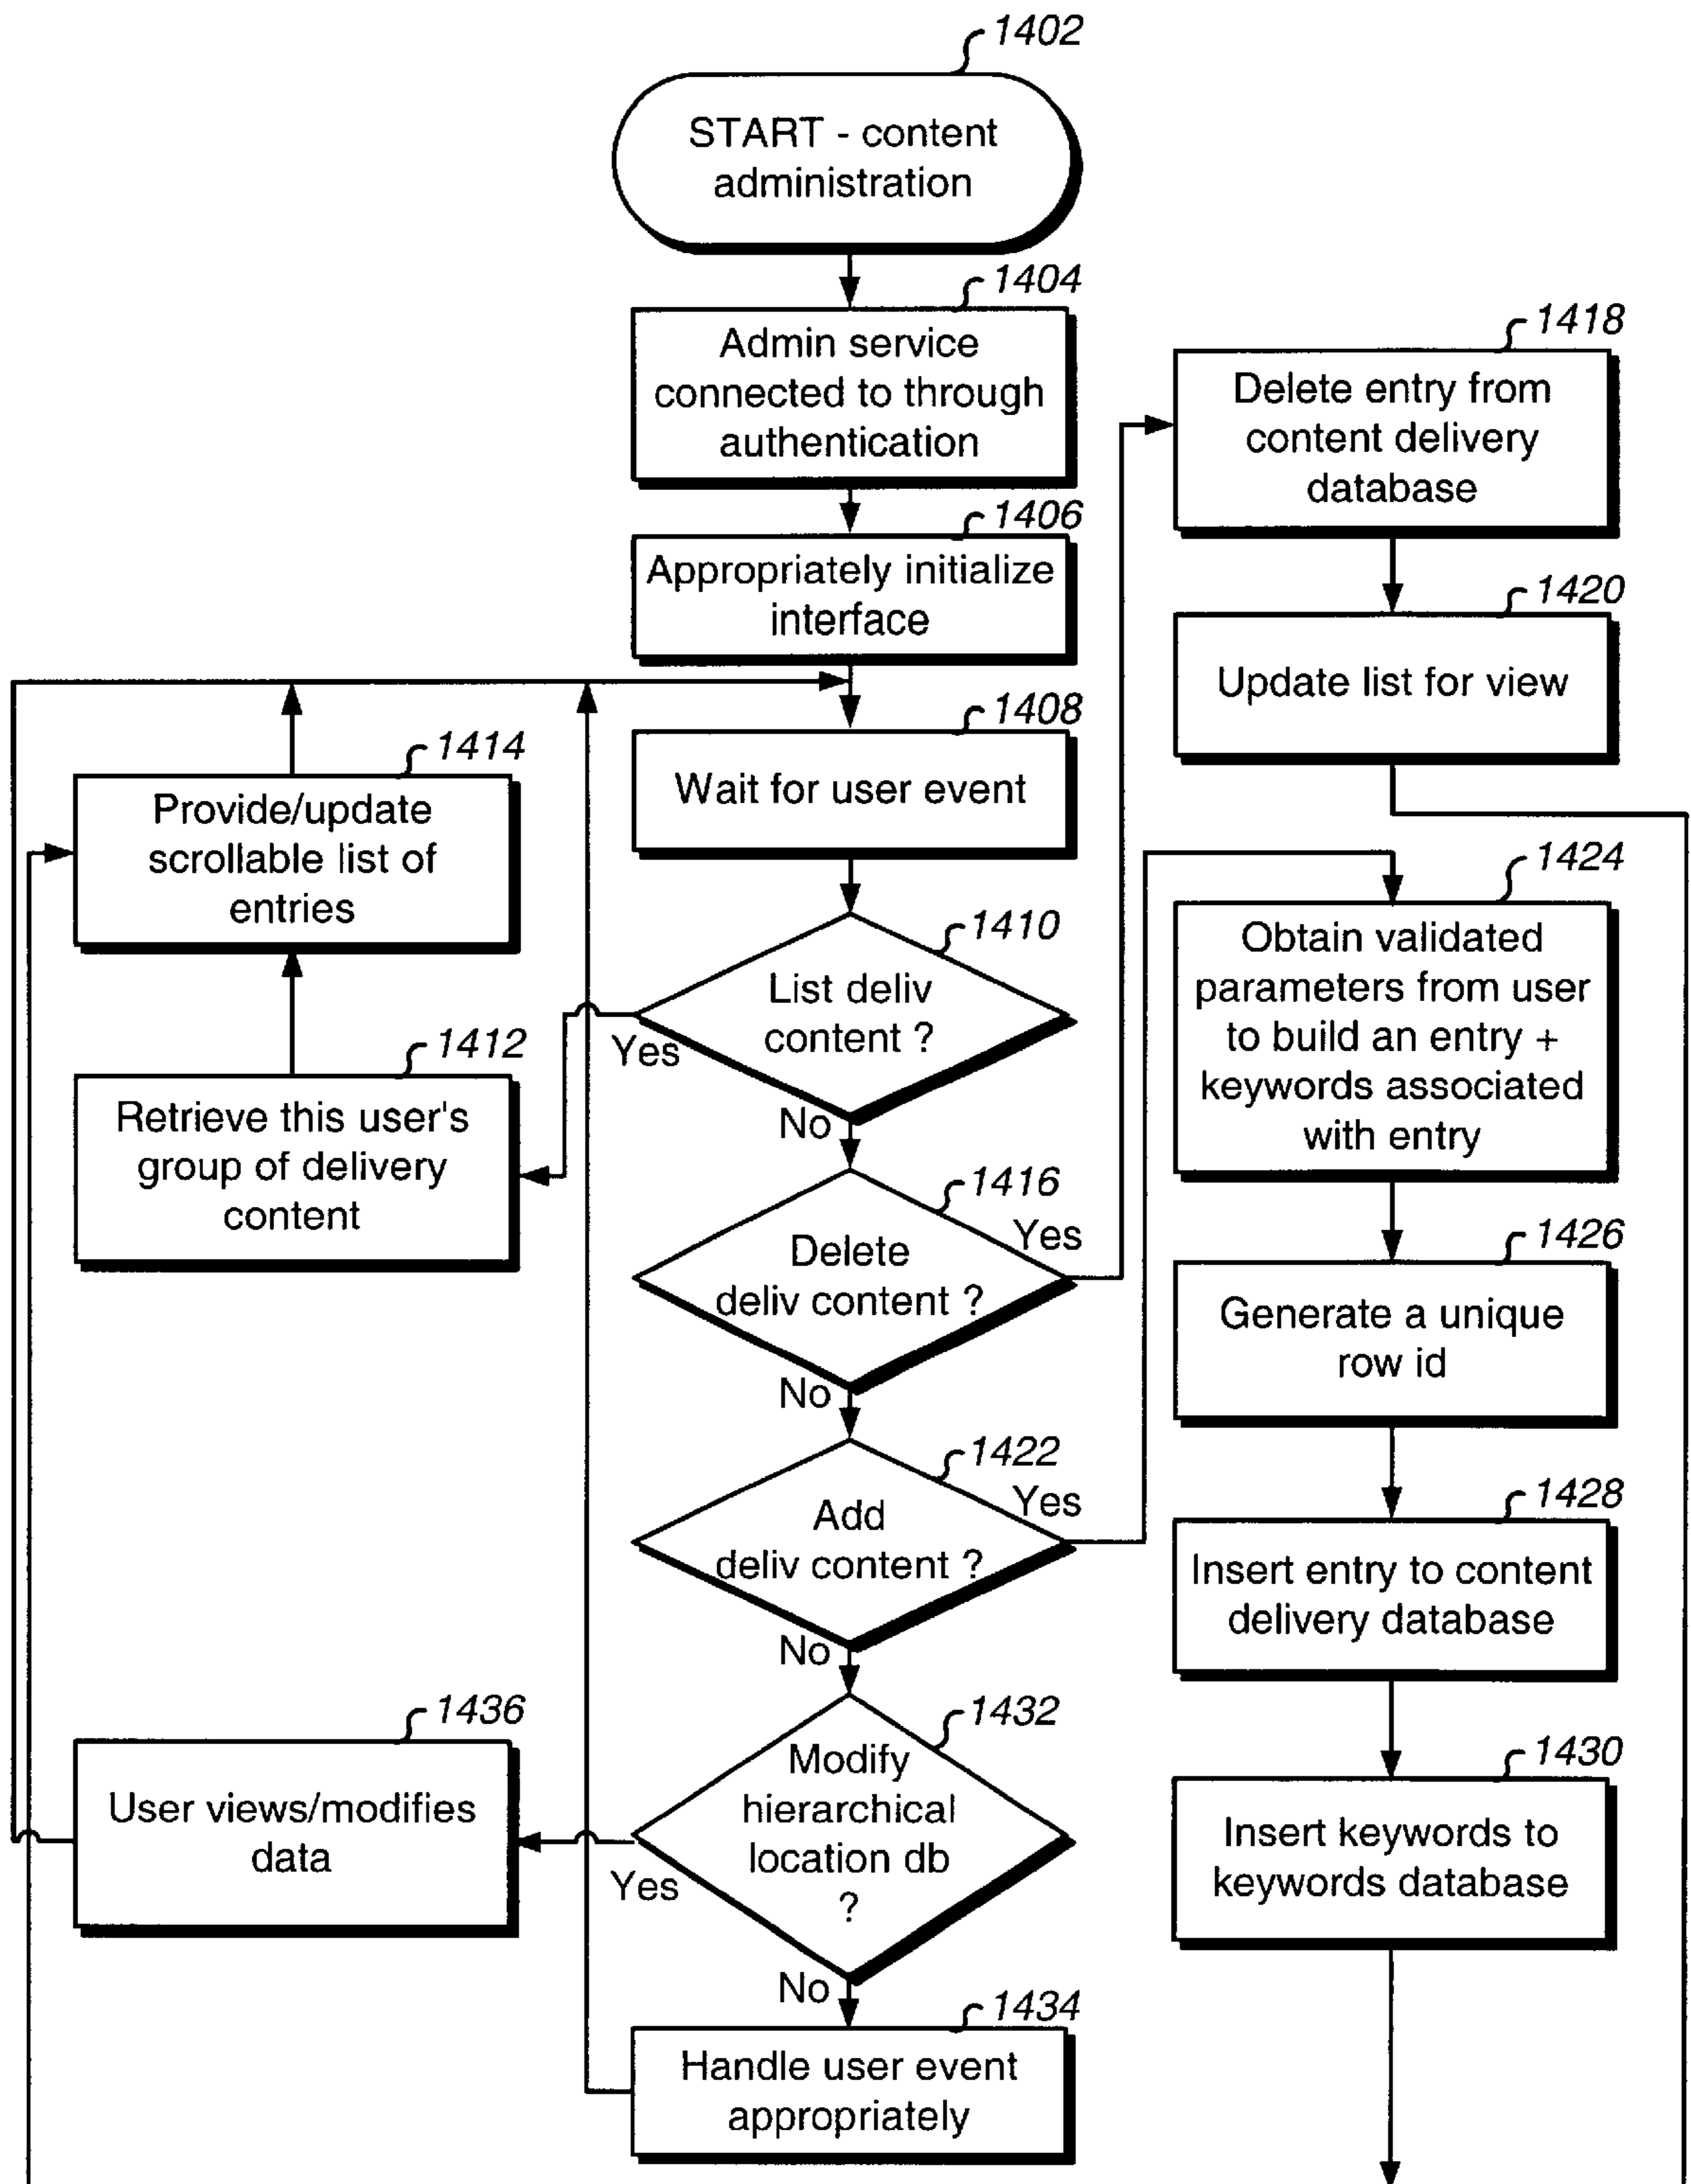 1402
START - content
administration
1404
Admin service
connected to through
authentication
1406
Appropriately initialize
interface
1408
Wait for user event
1410
List deliv
content ?
Yes
No
1412
Retrieve this user's
group of delivery
content
1414
Provide/update
scrollable list of
entries
1416
Delete
deliv content ?
Yes
No
1418
Delete entry from
content delivery
database
1420
Update list for view
1422
Add
deliv content ?
Yes
No
1424
Obtain validated
parameters from user
to build an entry +
keywords associated
with entry
1426
Generate a unique
row id
1428
Insert entry to content
delivery database
1430
Insert keywords to
keywords database
1432
Modify
hierarchical
location db
?
Yes
No
1436
User views/modifies
data
1434
Handle user event
appropriately